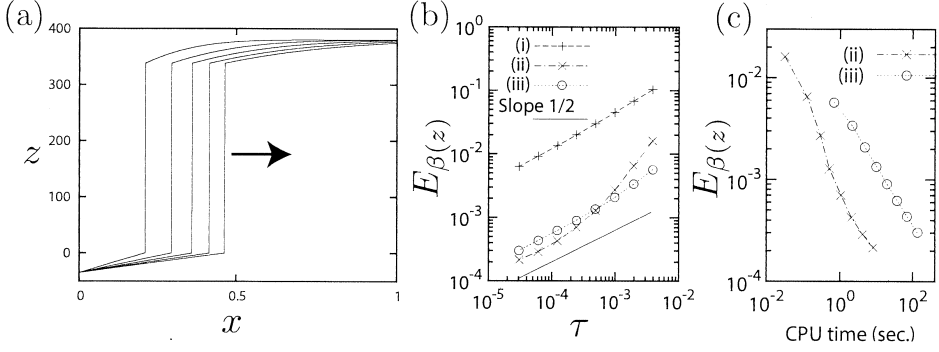 (a)
400
300
200
100
0
z
0
0.5
1
x
(b)
10^0
10^-1
10^-2
10^-3
10^-4
E_β(z)
(i)
(ii)
(iii)
Slope 1/2
10^-5
10^-4
10^-3
10^-2
τ
(c)
10^-2
10^-3
10^-4
E_β(z)
(ii)
(iii)
10^-2
10^0
10^2
CPU time (sec.)